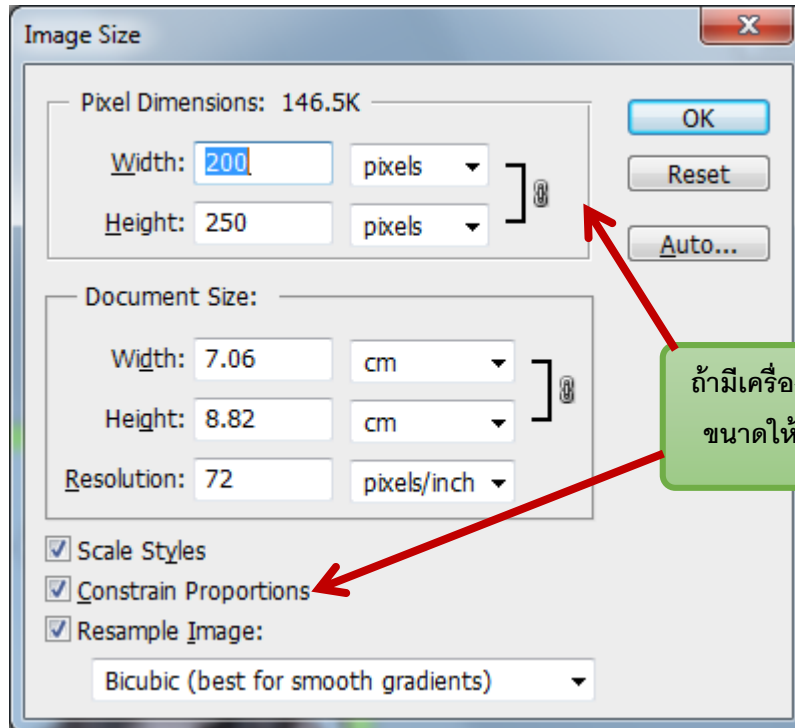 Image Size
Pixel Dimensions: 146.5K
Width: 200 pixels
Height: 250 pixels
OK
Reset
Auto...
Document Size:
Width: 7.06 cm
Height: 8.82 cm
Resolution: 72 pixels/inch
ถ้ามีเครื่อ
ขนาดให้
Scale Styles
Constrain Proportions
Resample Image:
Bicubic (best for smooth gradients)